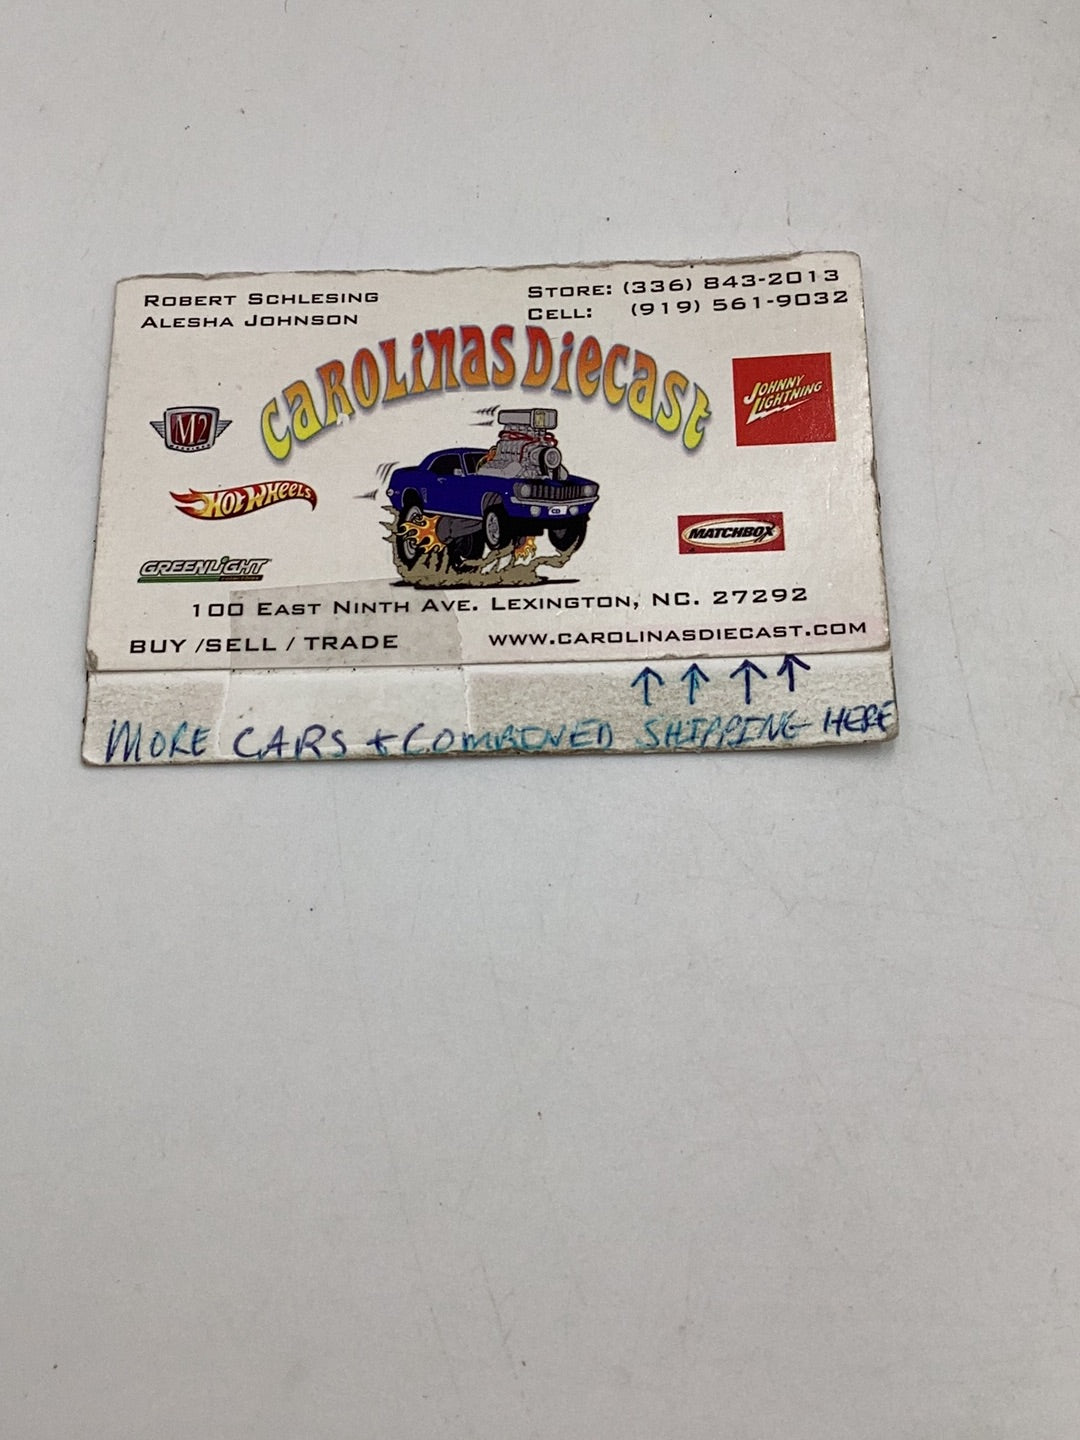 ROBERT SCHLESING
ALESHA JOHNSON
STORE: (336) 843-2013
CELL: (919) 561-9032
CAROLINAS DIECAST
M2
JOHNNY LIGHTNING
HOT WHEELS
MATCHBOX
GREENLIGHT
CD
100 EAST NINTH AVE. LEXINGTON, NC. 27292
BUY /SELL / TRADE
WWW.CAROLINASDIECAST.COM
MORE CARS + COMBINED SHIPPING HERE